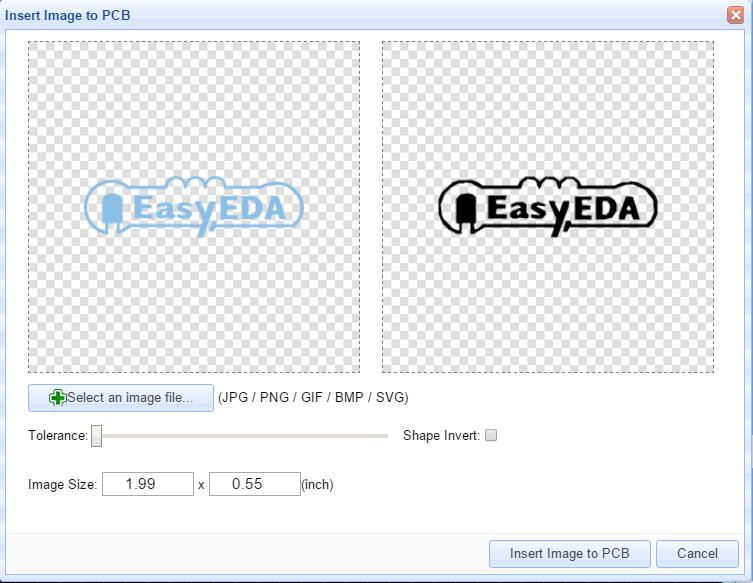 Insert Image to PCB
EasyEDA
EasyEDA
Select an image file... (JPG / PNG / GIF / BMP / SVG)
Tolerance: Shape Invert:
Image Size: 1.99 x 0.55 (inch)
Insert Image to PCB Cancel